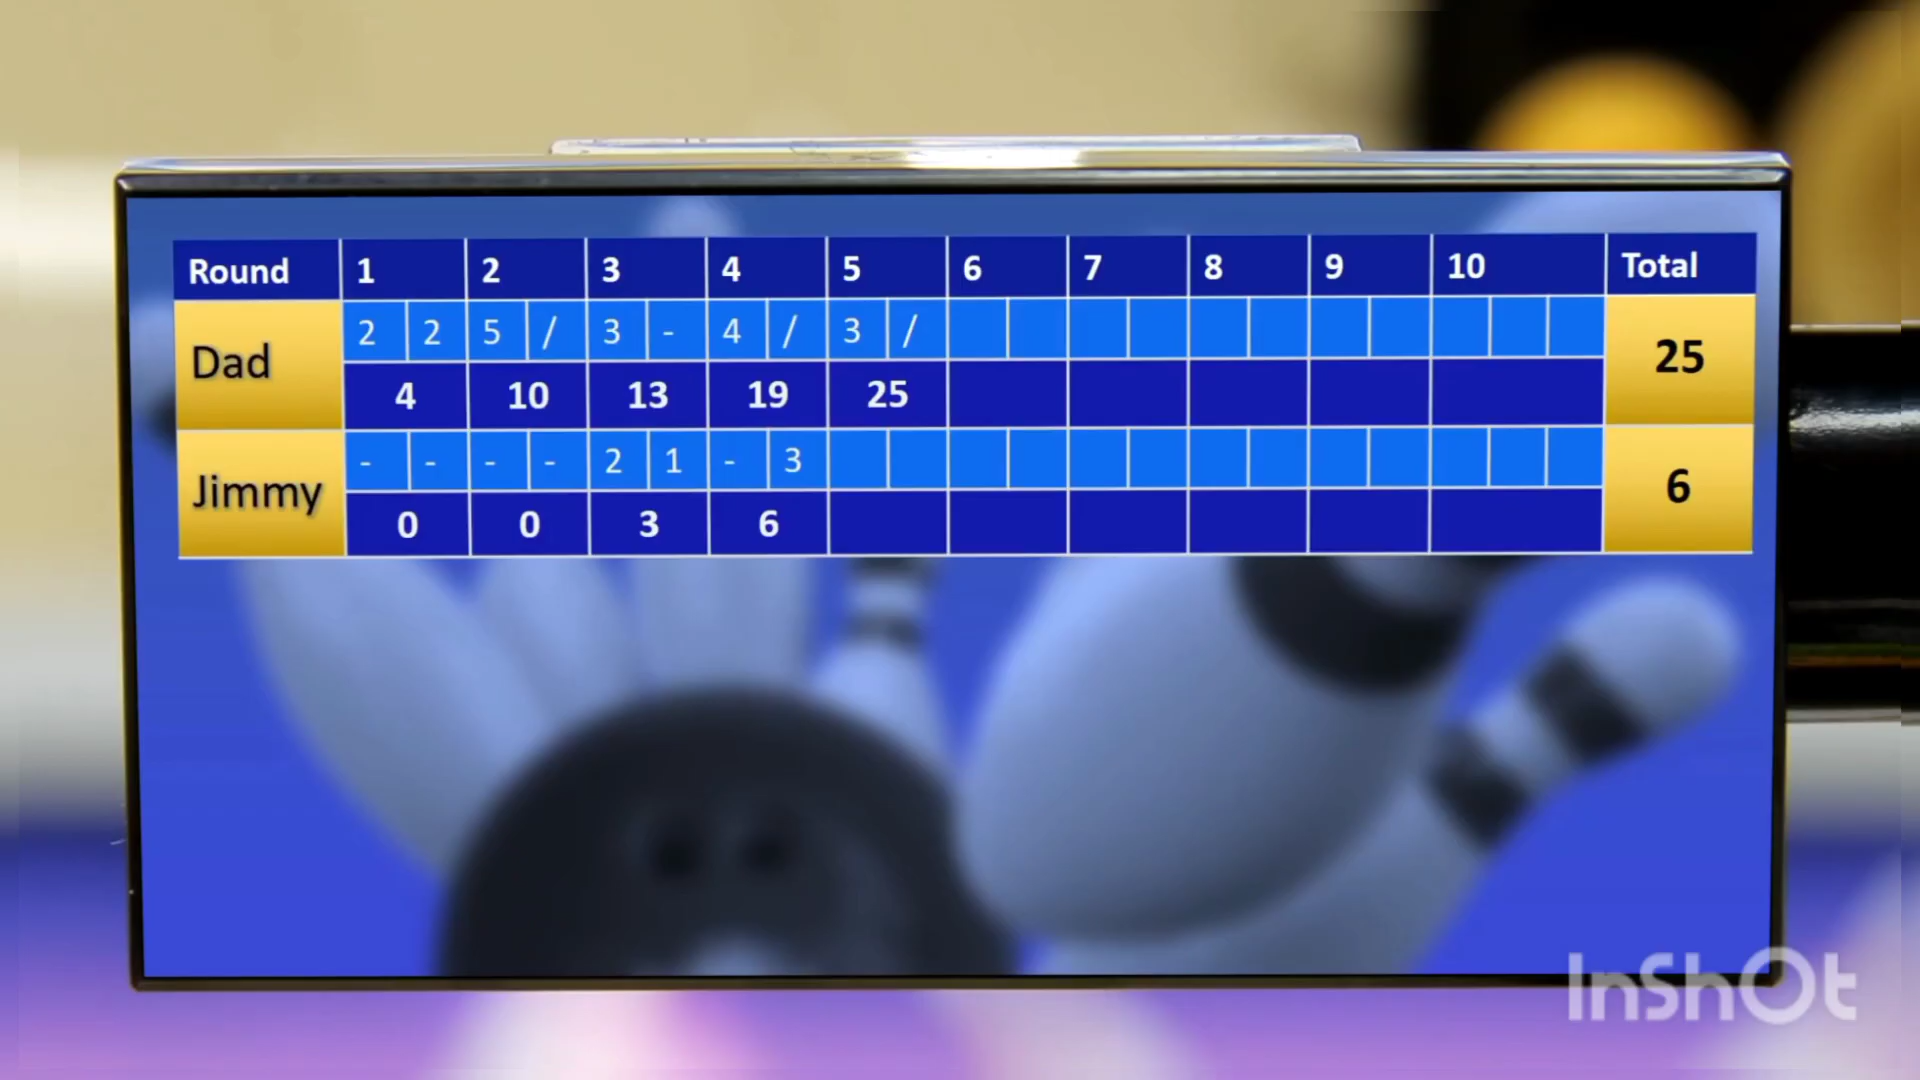 Round 1 2 3 4 5 6 7 8 9 10 Total
Dad 2 2 5 / 3 - 4 / 3 / 25
4 10 13 19 25
Jimmy - - - - 2 1 - 3 6
0 0 3 6
InShOt